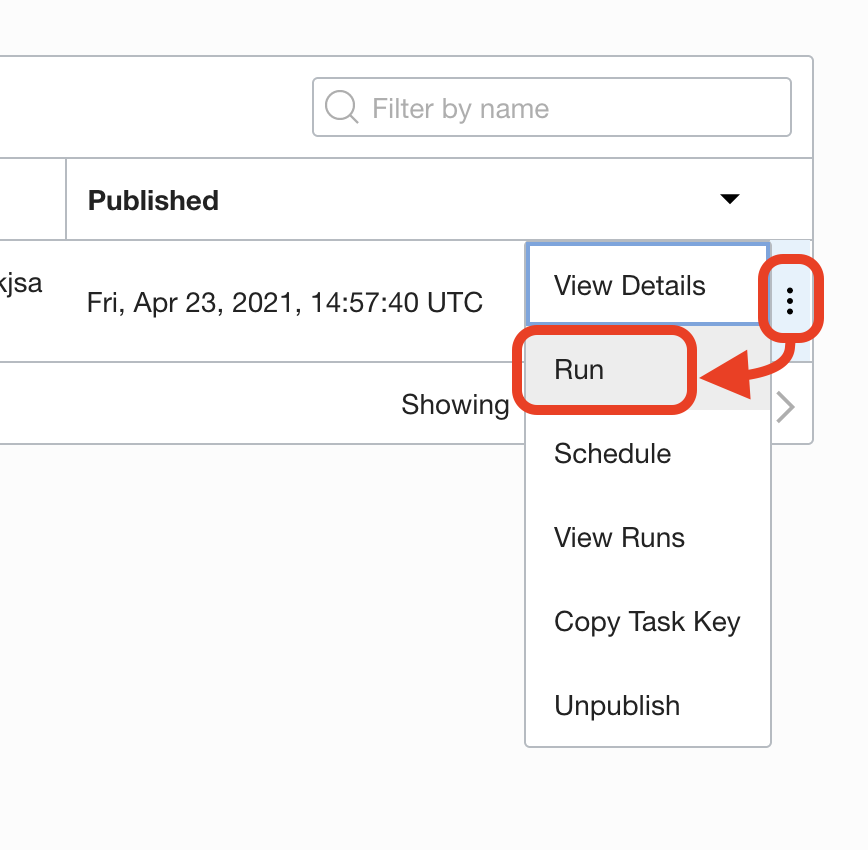 Filter by name
Published
kjsa
Fri, Apr 23, 2021, 14:57:40 UTC
View Details
Run
Showing
Schedule
View Runs
Copy Task Key
Unpublish